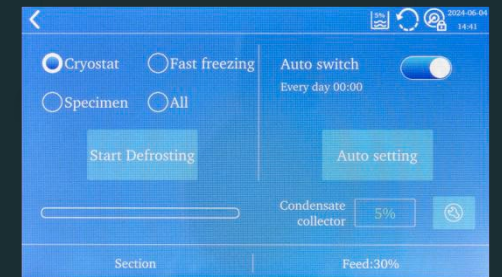 5%
2024-06-04
14:41
Cryostat Fast freezing
Specimen All
Start Defrosting
Auto switch
Every day 00:00
Auto setting
Condensate
collector 5%
Section
Feed:30%